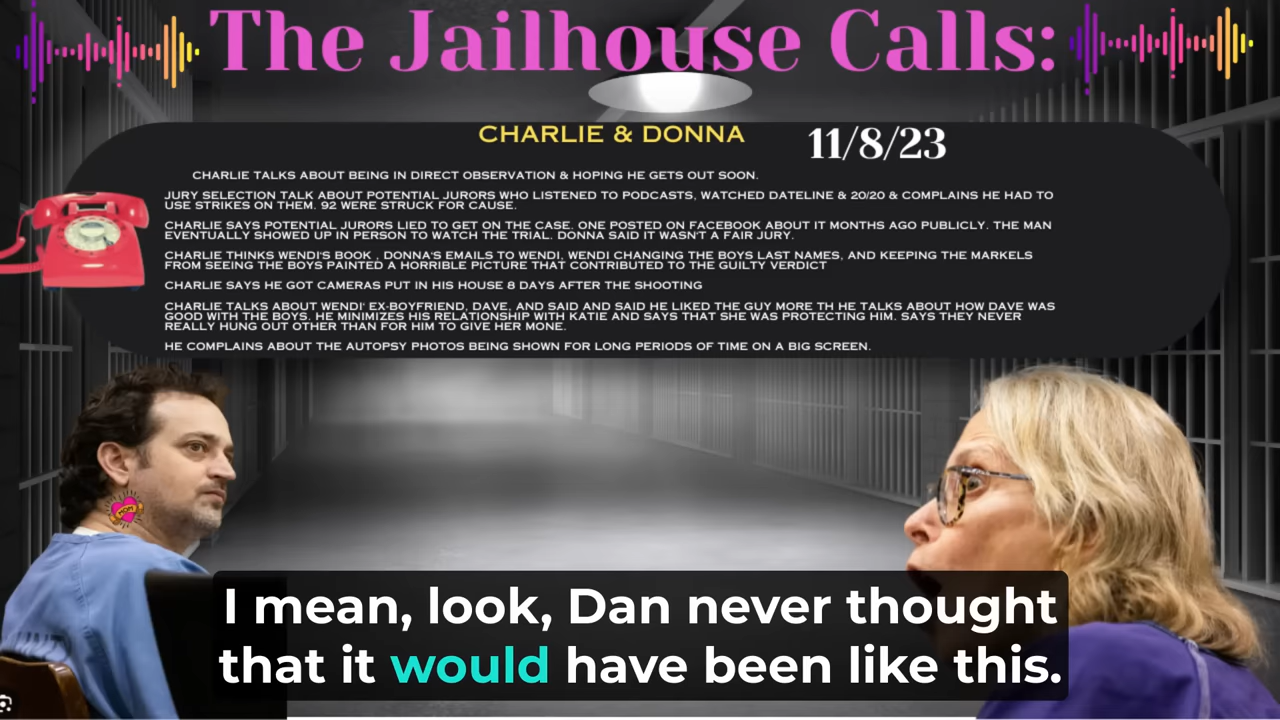 The Jailhouse Calls:
CHARLIE & DONNA
11/8/23
CHARLIE TALKS ABOUT BEING IN DIRECT OBSERVATION & HOPING HE GETS OUT SOON.
JURY SELECTION TALK ABOUT POTENTIAL JURORS WHO LISTENED TO PODCASTS, WATCHED DATELINE & 20/20 & COMPLAINS HE HAD TO
USE STRIKES ON THEM. 92 WERE STRUCK FOR CAUSE.
CHARLIE SAYS POTENTIAL JURORS LIED TO GET ON THE CASE. ONE POSTED ON FACEBOOK ABOUT IT MONTHS AGO PUBLICLY. THE MAN
EVENTUALLY SHOWED UP IN PERSON TO WATCH THE TRIAL. DONNA SAID IT WASN'T A FAIR JURY.
CHARLIE THINKS WENDI'S BOOK , DONNA'S EMAILS TO WENDI, WENDI CHANGING THE BOYS LAST NAMES, AND KEEPING THE MARKELS
FROM SEEING THE BOYS PAINTED A HORRIBLE PICTURE THAT CONTRIBUTED TO THE GUILTY VERDICT
CHARLIE SAYS HE GOT CAMERAS PUT IN HIS HOUSE 8 DAYS AFTER THE SHOOTING
CHARLIE TALKS ABOUT WENDI' EX-BOYFRIEND, DAVE, AND SAID AND SAID HE LIKED THE GUY MORE TH HE TALKS ABOUT HOW DAVE WAS
GOOD WITH THE BOYS. HE MINIMIZES HIS RELATIONSHIP WITH KATIE AND SAYS THAT SHE WAS PROTECTING HIM. SAYS THEY NEVER
REALLY HUNG OUT OTHER THAN FOR HIM TO GIVE HER MONE.
HE COMPLAINS ABOUT THE AUTOPSY PHOTOS BEING SHOWN FOR LONG PERIODS OF TIME ON A BIG SCREEN.
MOM
I mean, look, Dan never thought
that it would have been like this.